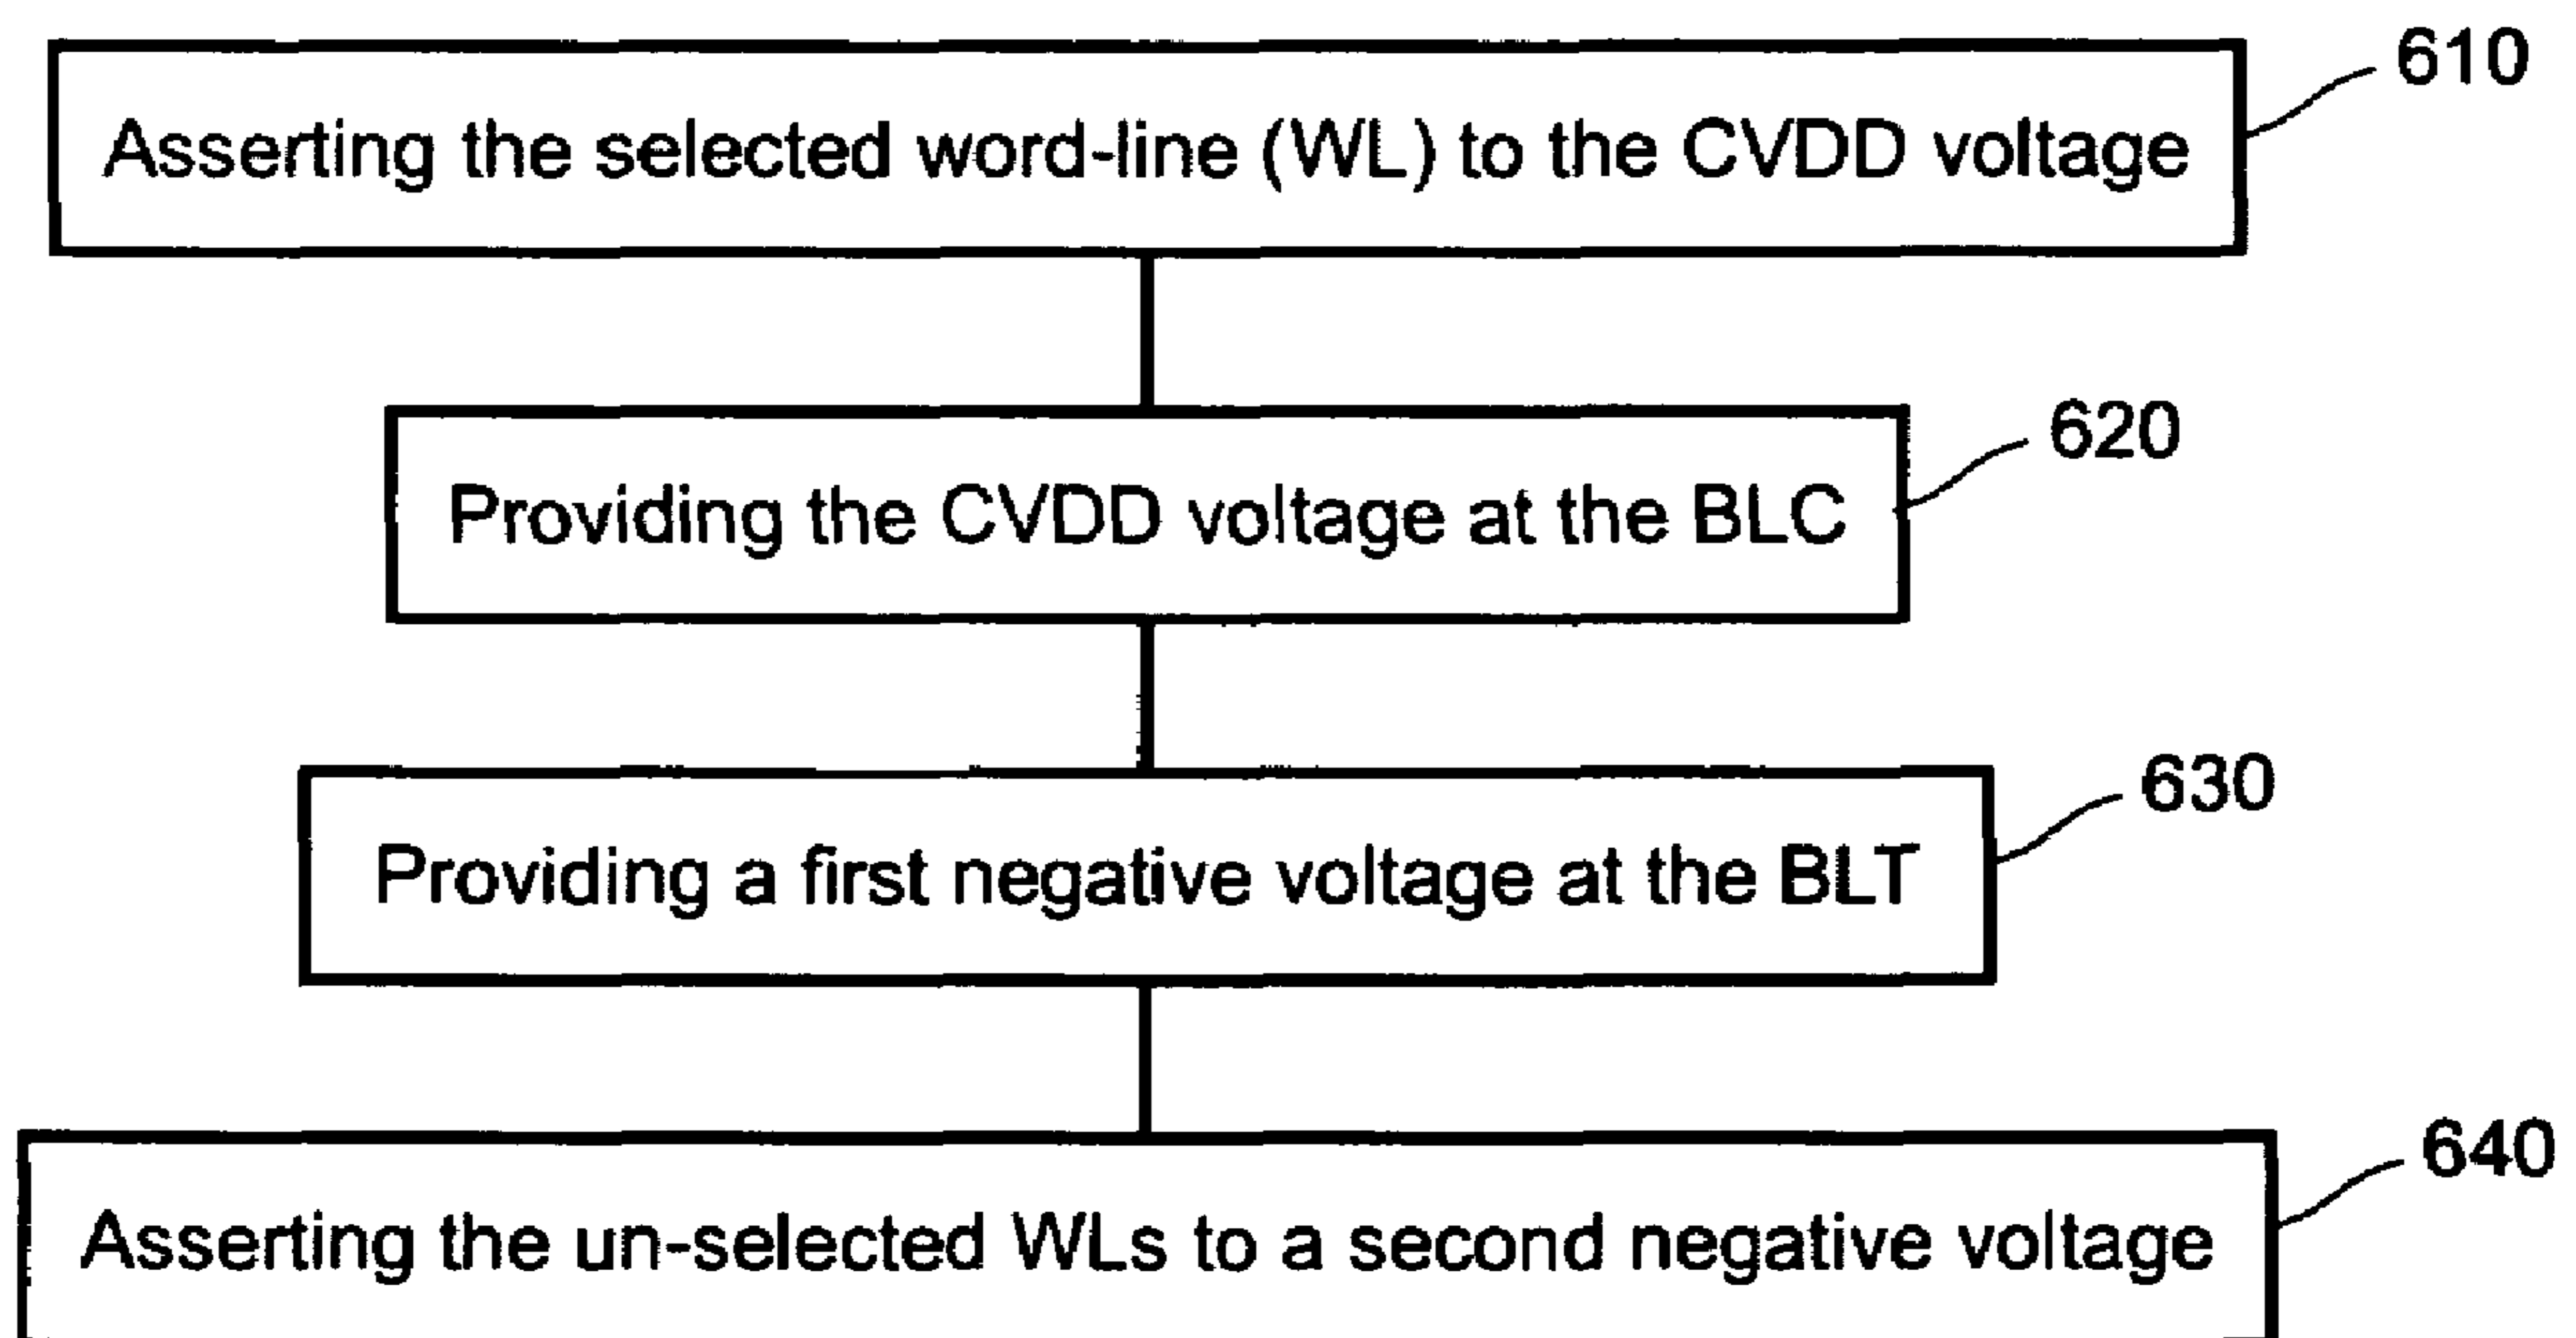 610
Asserting the selected word-line (WL) to the CVDD voltage
620
Providing the CVDD voltage at the BLC
630
Providing a first negative voltage at the BLT
640
Asserting the un-selected WLs to a second negative voltage